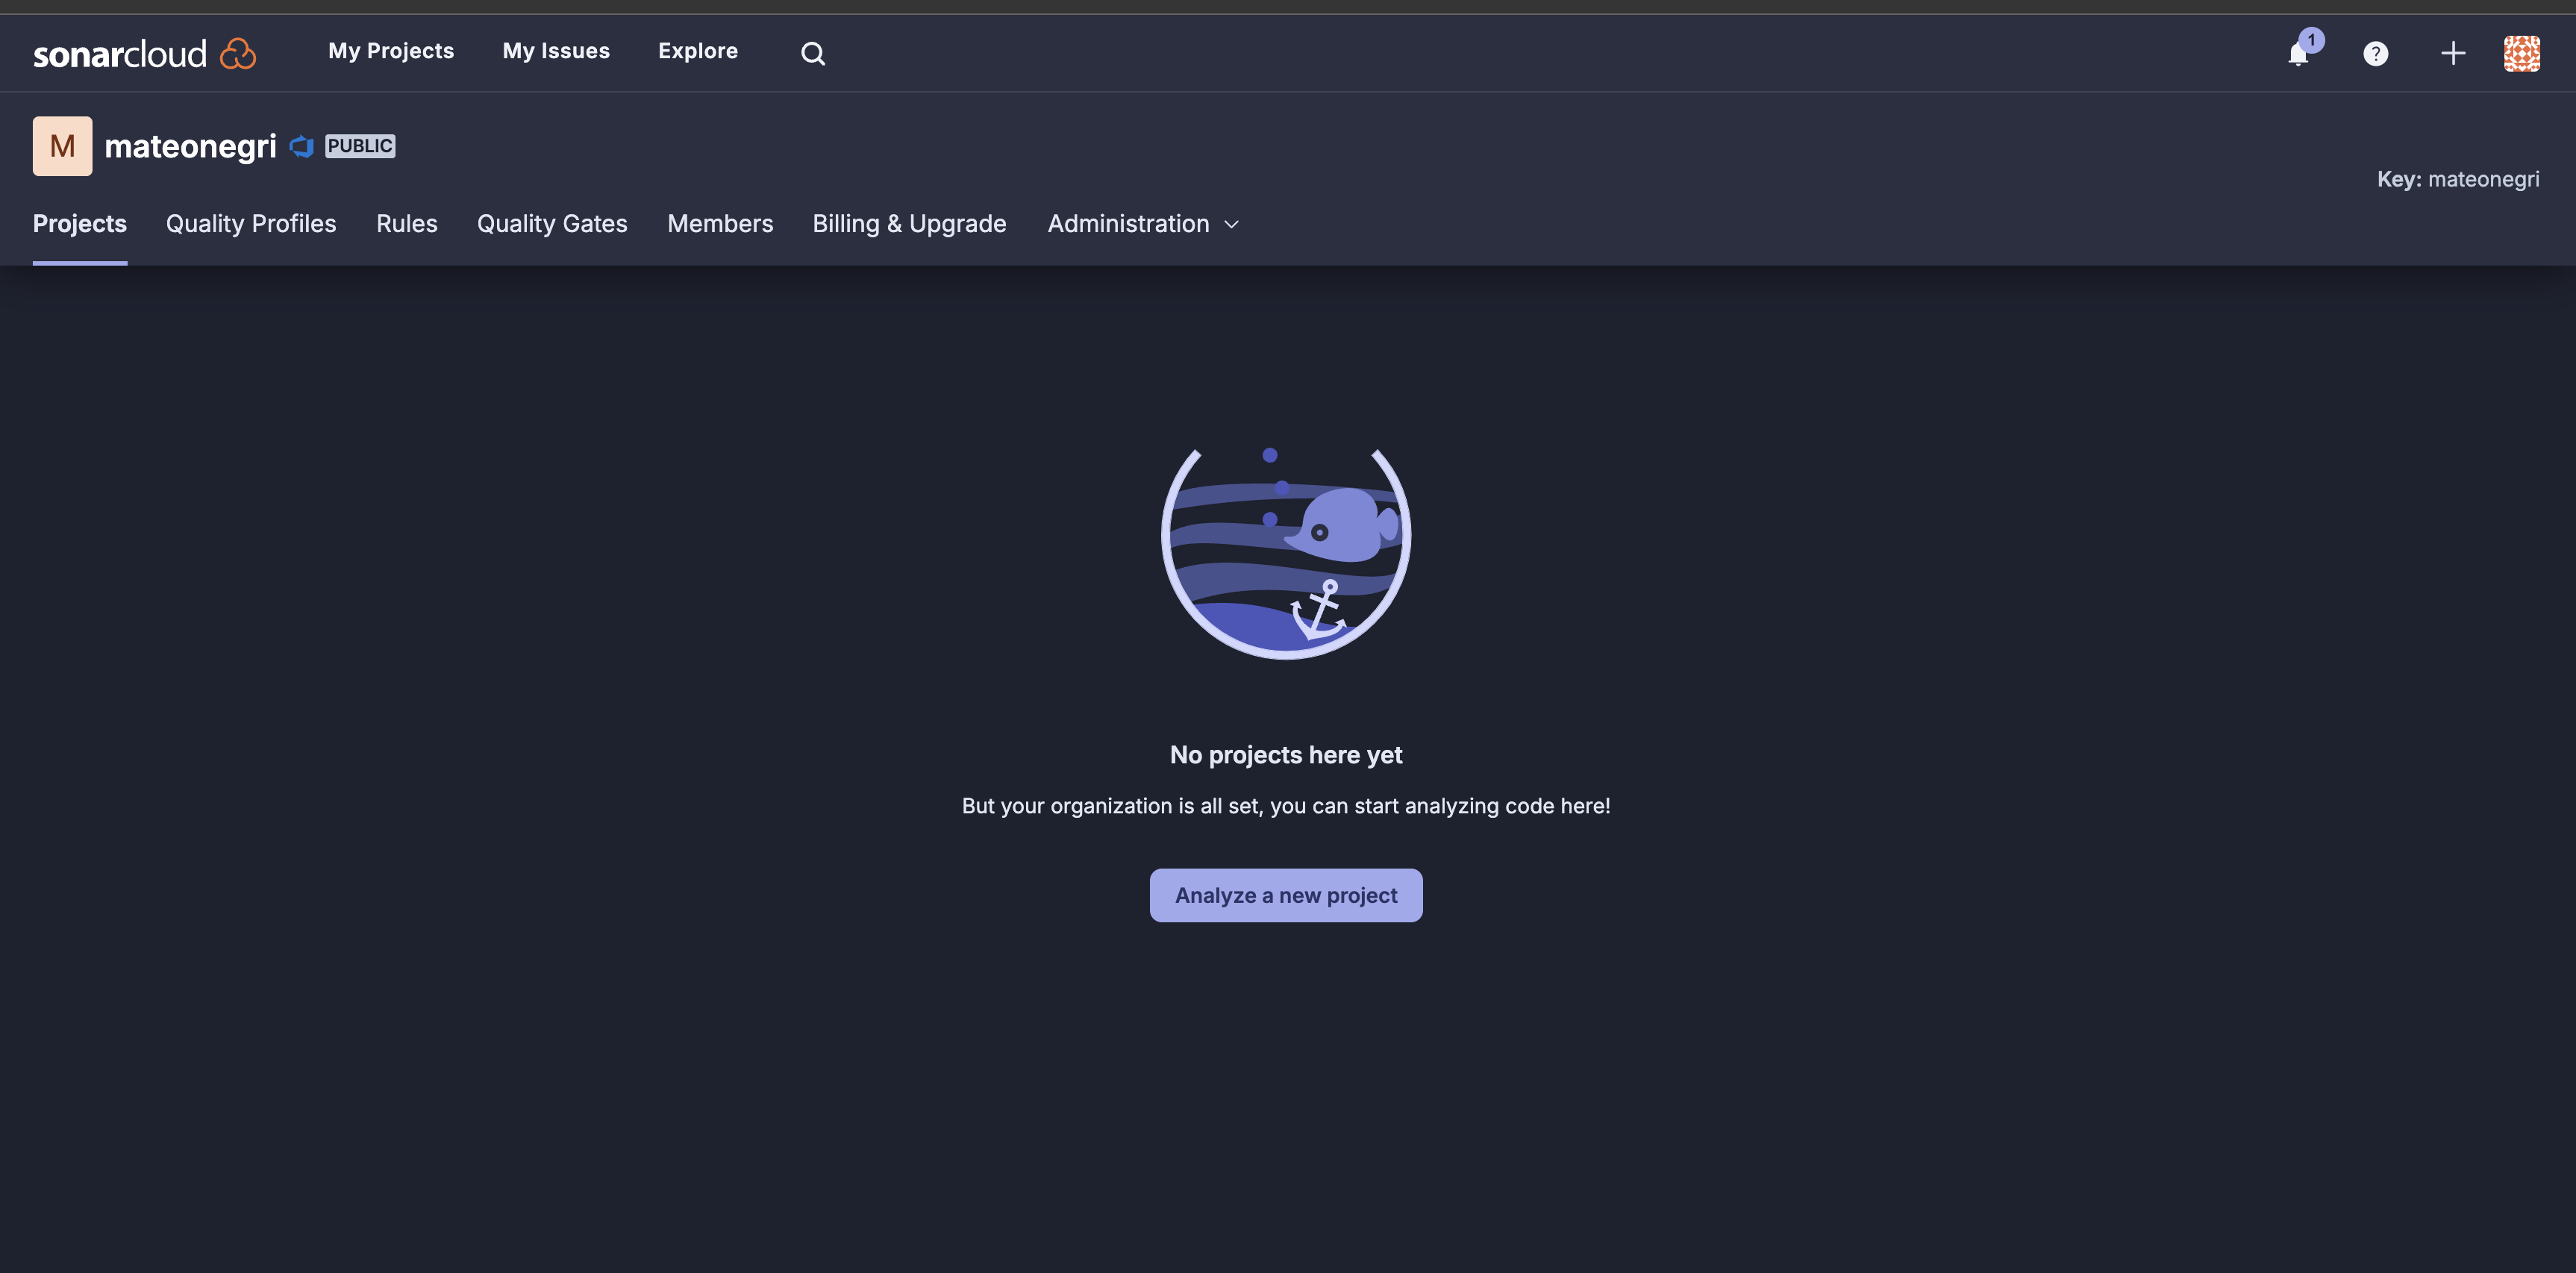 sonarcloud
My Projects My Issues Explore
1
?
M
mateonegri PUBLIC
Key: mateonegri
Projects Quality Profiles Rules Quality Gates Members Billing & Upgrade Administration
No projects here yet
But your organization is all set, you can start analyzing code here!
Analyze a new project